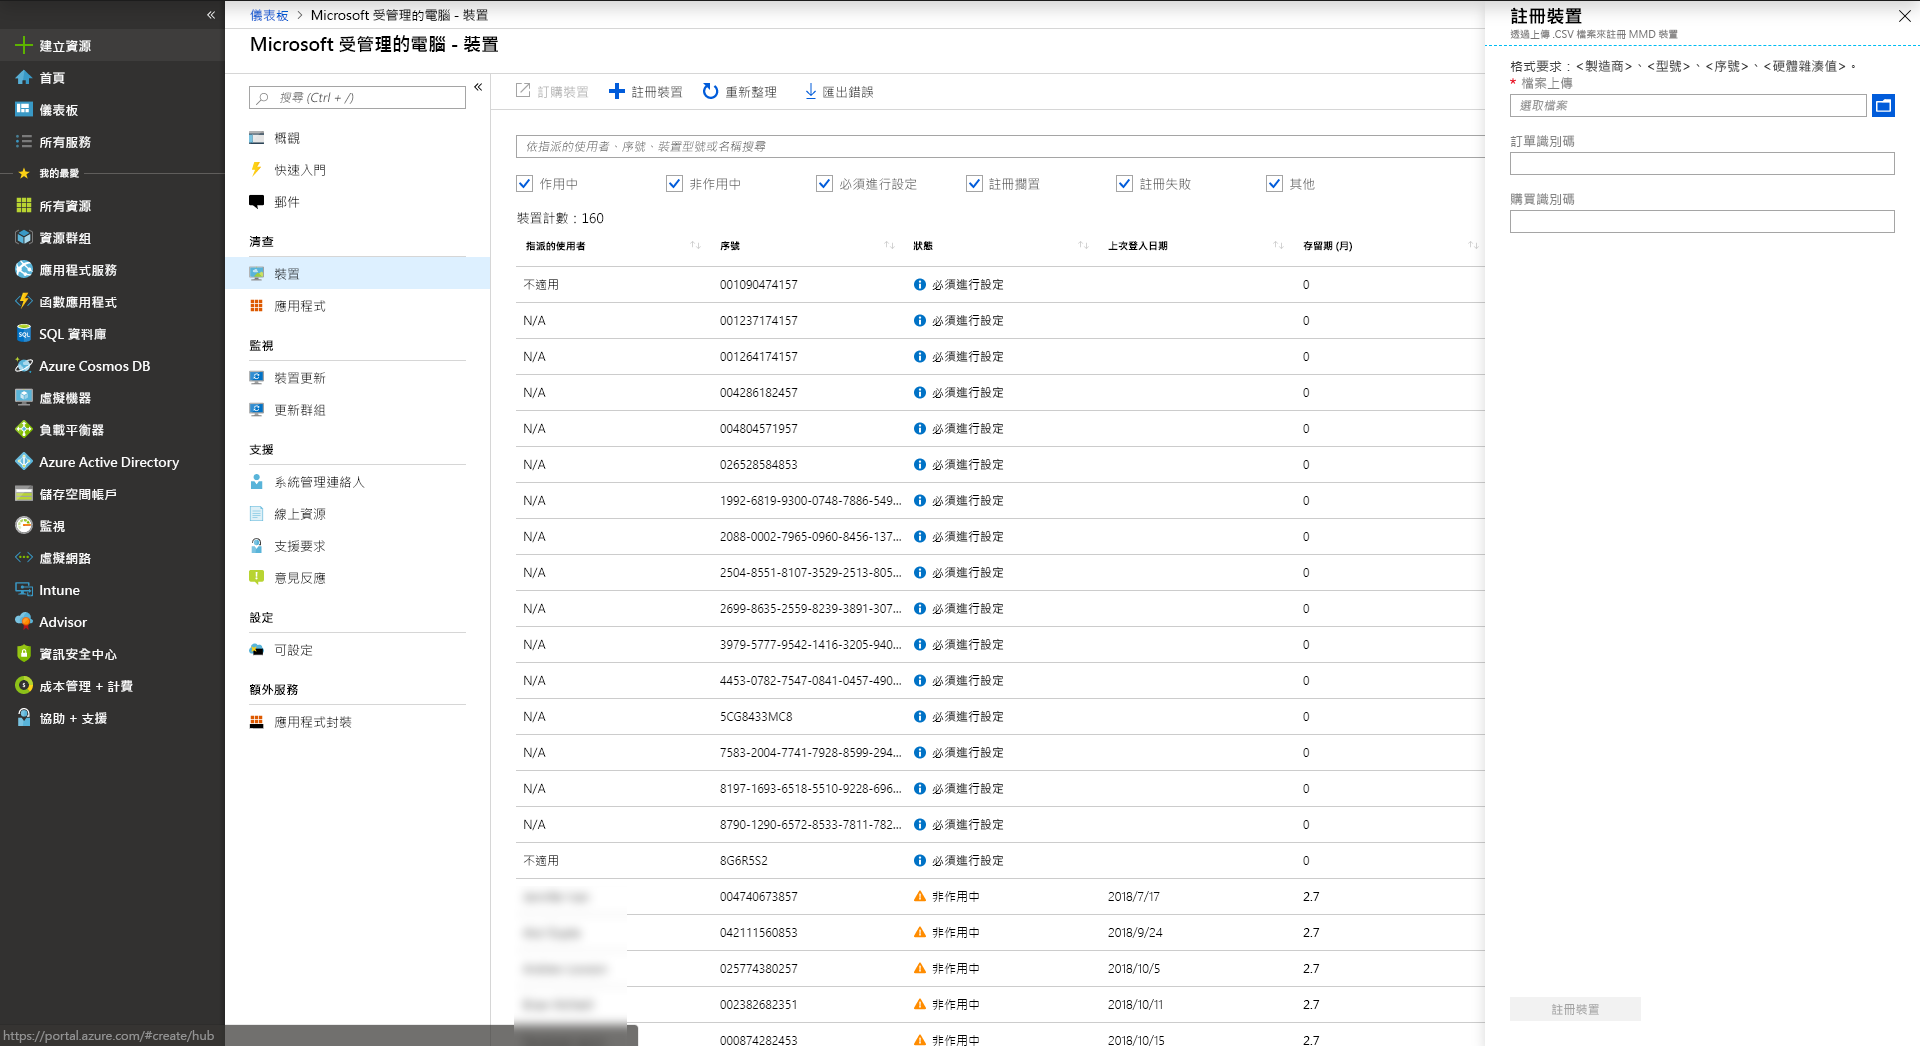 «
建立資源
首頁
儀表板
所有服務
我的最愛
所有資源
資源群組
應用程式服務
函數應用程式
SQL 資料庫
Azure Cosmos DB
虛擬機器
負載平衡器
Azure Active Directory
儲存空間帳戶
監視
虛擬網路
Intune
Advisor
資訊安全中心
成本管理 + 計費
協助 + 支援
https://portal.azure.com/#create/hub
儀表板 > Microsoft 受管理的電腦 - 裝置
Microsoft 受管理的電腦 - 裝置
搜尋 (Ctrl + /)
«
概觀
快速入門
郵件
清查
裝置
應用程式
監視
裝置更新
更新群組
支援
系統管理連絡人
線上資源
支援要求
意見反應
設定
可設定
額外服務
應用程式封裝
訂購裝置 註冊裝置 重新整理 匯出錯誤
依指派的使用者、序號、裝置型號或名稱搜尋
作用中 非作用中 必須進行設定 註冊擱置 註冊失敗 其他
裝置計數：160
指派的使用者 序號 狀態 上次登入日期 存留期 (月)
不適用 001090474157 必須進行設定 0
N/A 001237174157 必須進行設定 0
N/A 001264174157 必須進行設定 0
N/A 004286182457 必須進行設定 0
N/A 004804571957 必須進行設定 0
N/A 026528584853 必須進行設定 0
N/A 1992-6819-9300-0748-7886-549... 必須進行設定 0
N/A 2088-0002-7965-0960-8456-137... 必須進行設定 0
N/A 2504-8551-8107-3529-2513-805... 必須進行設定 0
N/A 2699-8635-2559-8239-3891-307... 必須進行設定 0
N/A 3979-5777-9542-1416-3205-940... 必須進行設定 0
N/A 4453-0782-7547-0841-0457-490... 必須進行設定 0
N/A 5CG8433MC8 必須進行設定 0
N/A 7583-2004-7741-7928-8599-294... 必須進行設定 0
N/A 8197-1693-6518-5510-9228-696... 必須進行設定 0
N/A 8790-1290-6572-8533-7811-782... 必須進行設定 0
不適用 8G6R5S2 必須進行設定 0
004740673857 非作用中 2018/7/17 2.7
042111560853 非作用中 2018/9/24 2.7
025774380257 非作用中 2018/10/5 2.7
002382682351 非作用中 2018/10/11 2.7
000874282453 非作用中 2018/10/15 2.7
註冊裝置
透過上傳 .CSV 檔案來註冊 MMD 裝置
格式要求：<製造商>、<型號>、<序號>、<硬體雜湊值>。
* 檔案上傳
選取檔案
訂單識別碼
購買識別碼
註冊裝置